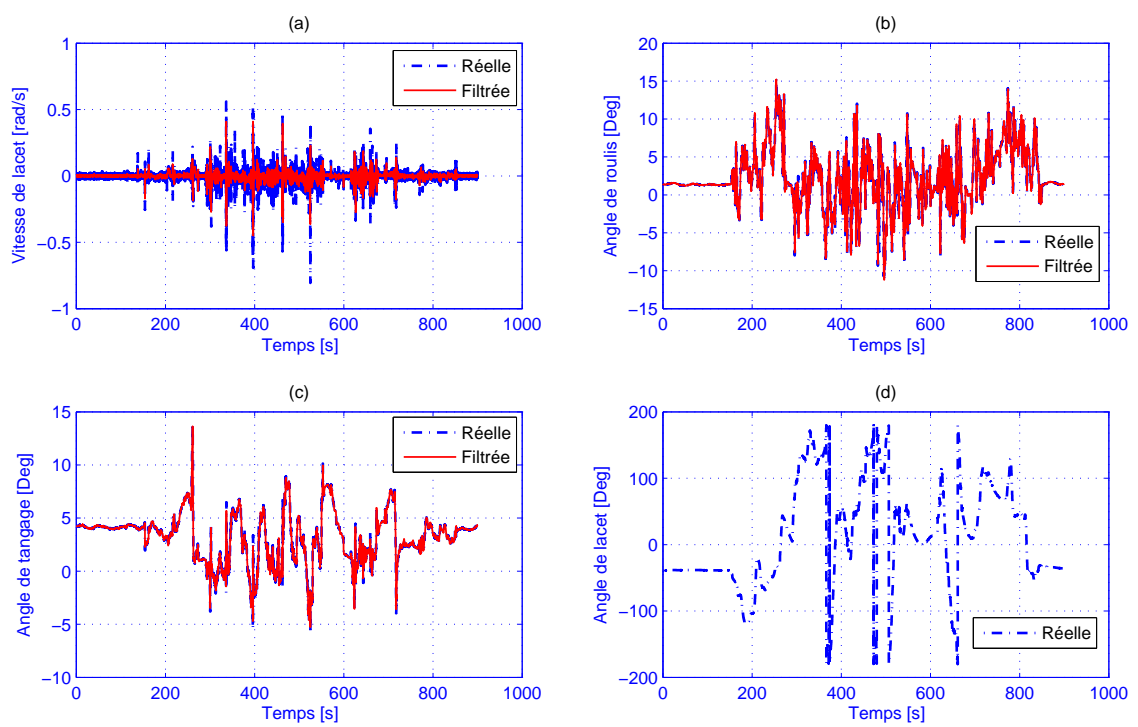 (a)
Vitesse de lacet [rad/s]
1
0.5
0
−0.5
−1
Réelle
Filtrée
0 200 400 600 800 1000
Temps [s]
(b)
Angle de roulis [Deg]
20
15
10
5
0
−5
−10
−15
Réelle
Filtrée
0 200 400 600 800 1000
Temps [s]
(c)
Angle de tangage [Deg]
15
10
5
0
−5
−10
Réelle
Filtrée
0 200 400 600 800 1000
Temps [s]
(d)
Angle de lacet [Deg]
200
100
0
−100
−200
Réelle
0 200 400 600 800 1000
Temps [s]